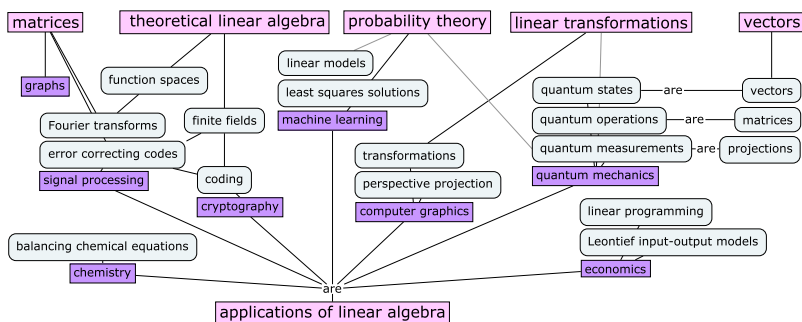 matrices
theoretical linear algebra
probability theory
linear transformations
vectors
graphs
function spaces
linear models
least squares solutions
machine learning
quantum states
are
vectors
Fourier transforms
finite fields
quantum operations
are
matrices
error correcting codes
transformations
quantum measurements
are
projections
signal processing
coding
perspective projection
quantum mechanics
cryptography
computer graphics
linear programming
balancing chemical equations
Leontief input-output models
chemistry
economics
are
applications of linear algebra